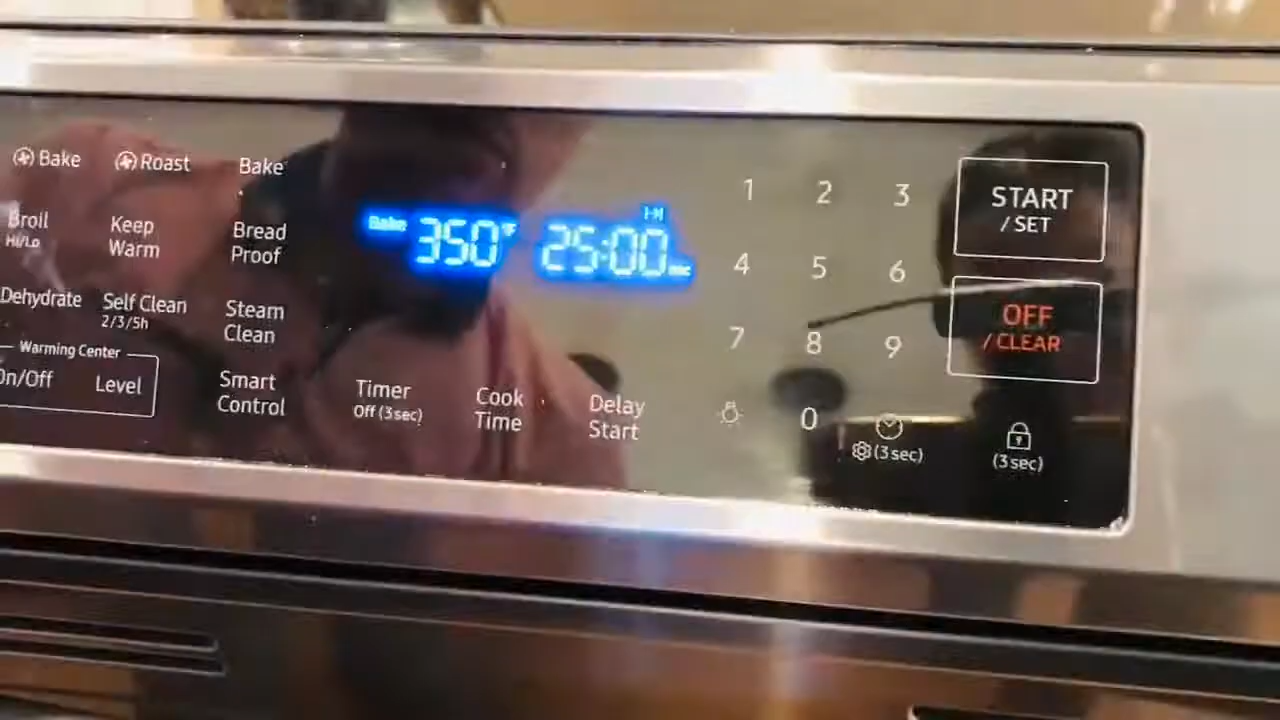 Bake Roast Bake
Broil
Hi/Lo
Keep
Warm
Bread
Proof
Dehydrate
Self Clean
2/3/5h
Steam
Clean
Warming Center
On/Off Level
Smart
Control
Bake 350°F 25:00
Timer
Off (3sec)
Cook
Time
Delay
Start
1 2 3
4 5 6
7 8 9
0
(3sec)
(3sec)
START
/ SET
OFF
/ CLEAR